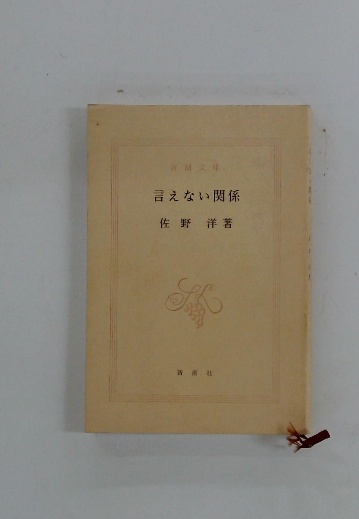 新潮文庫
言えない関係
佐野 洋著
新潮社